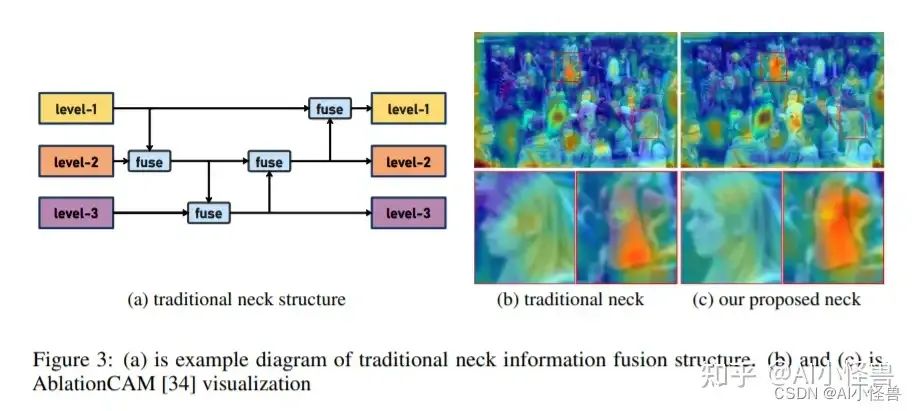 level-1
fuse
level-1
level-2
fuse
fuse
level-2
level-3
fuse
level-3
(a) traditional neck structure
(b) traditional neck
(c) our proposed neck
Figure 3: (a) is example diagram of traditional neck information fusion structure. (b) and (c) is
AblationCAM [34] visualization
知乎 @AI小怪兽
CSDN @AI小怪兽